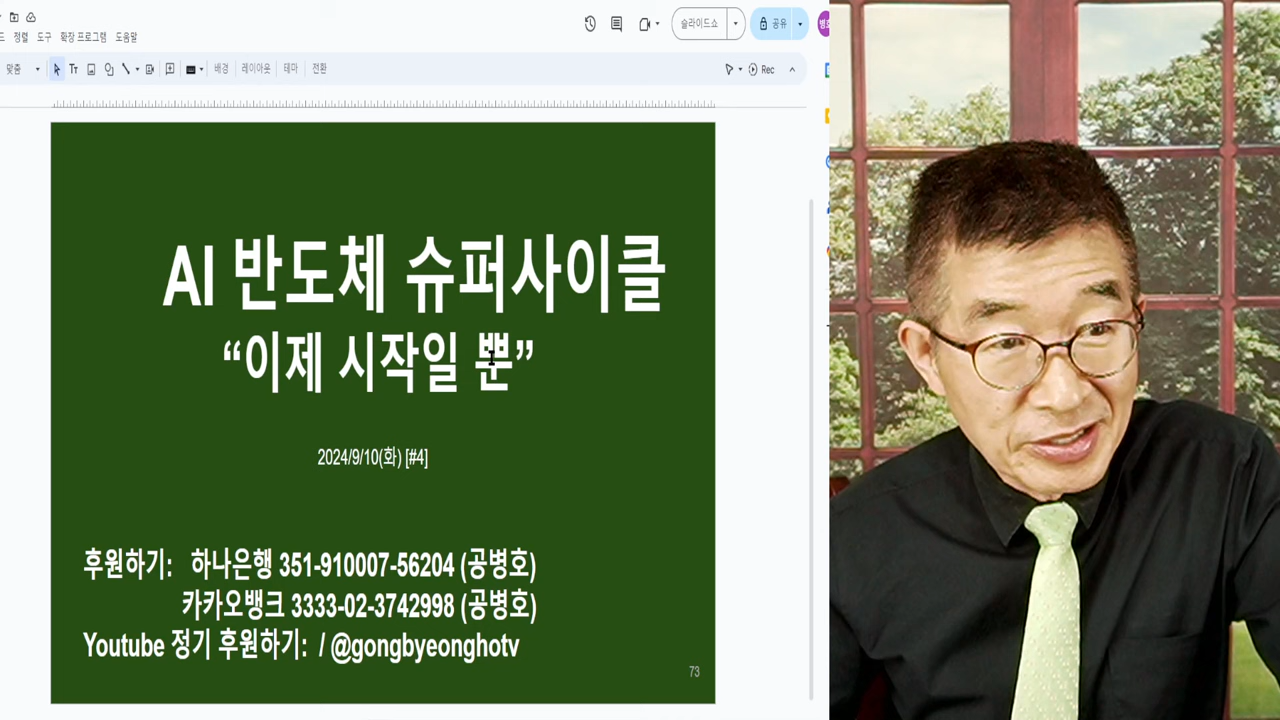 정렬 도구 확장 프로그램 도움말
슬라이드쇼
공유
맞춤
Tт
배경 레이아웃 테마 전환
Rec
AI 반도체 슈퍼사이클
“이제 시작일 뿐”
2024/9/10(화) [#4]
후원하기: 하나은행 351-910007-56204 (공병호)
카카오뱅크 3333-02-3742998 (공병호)
Youtube 정기 후원하기: / @gongbyeonghotv
73